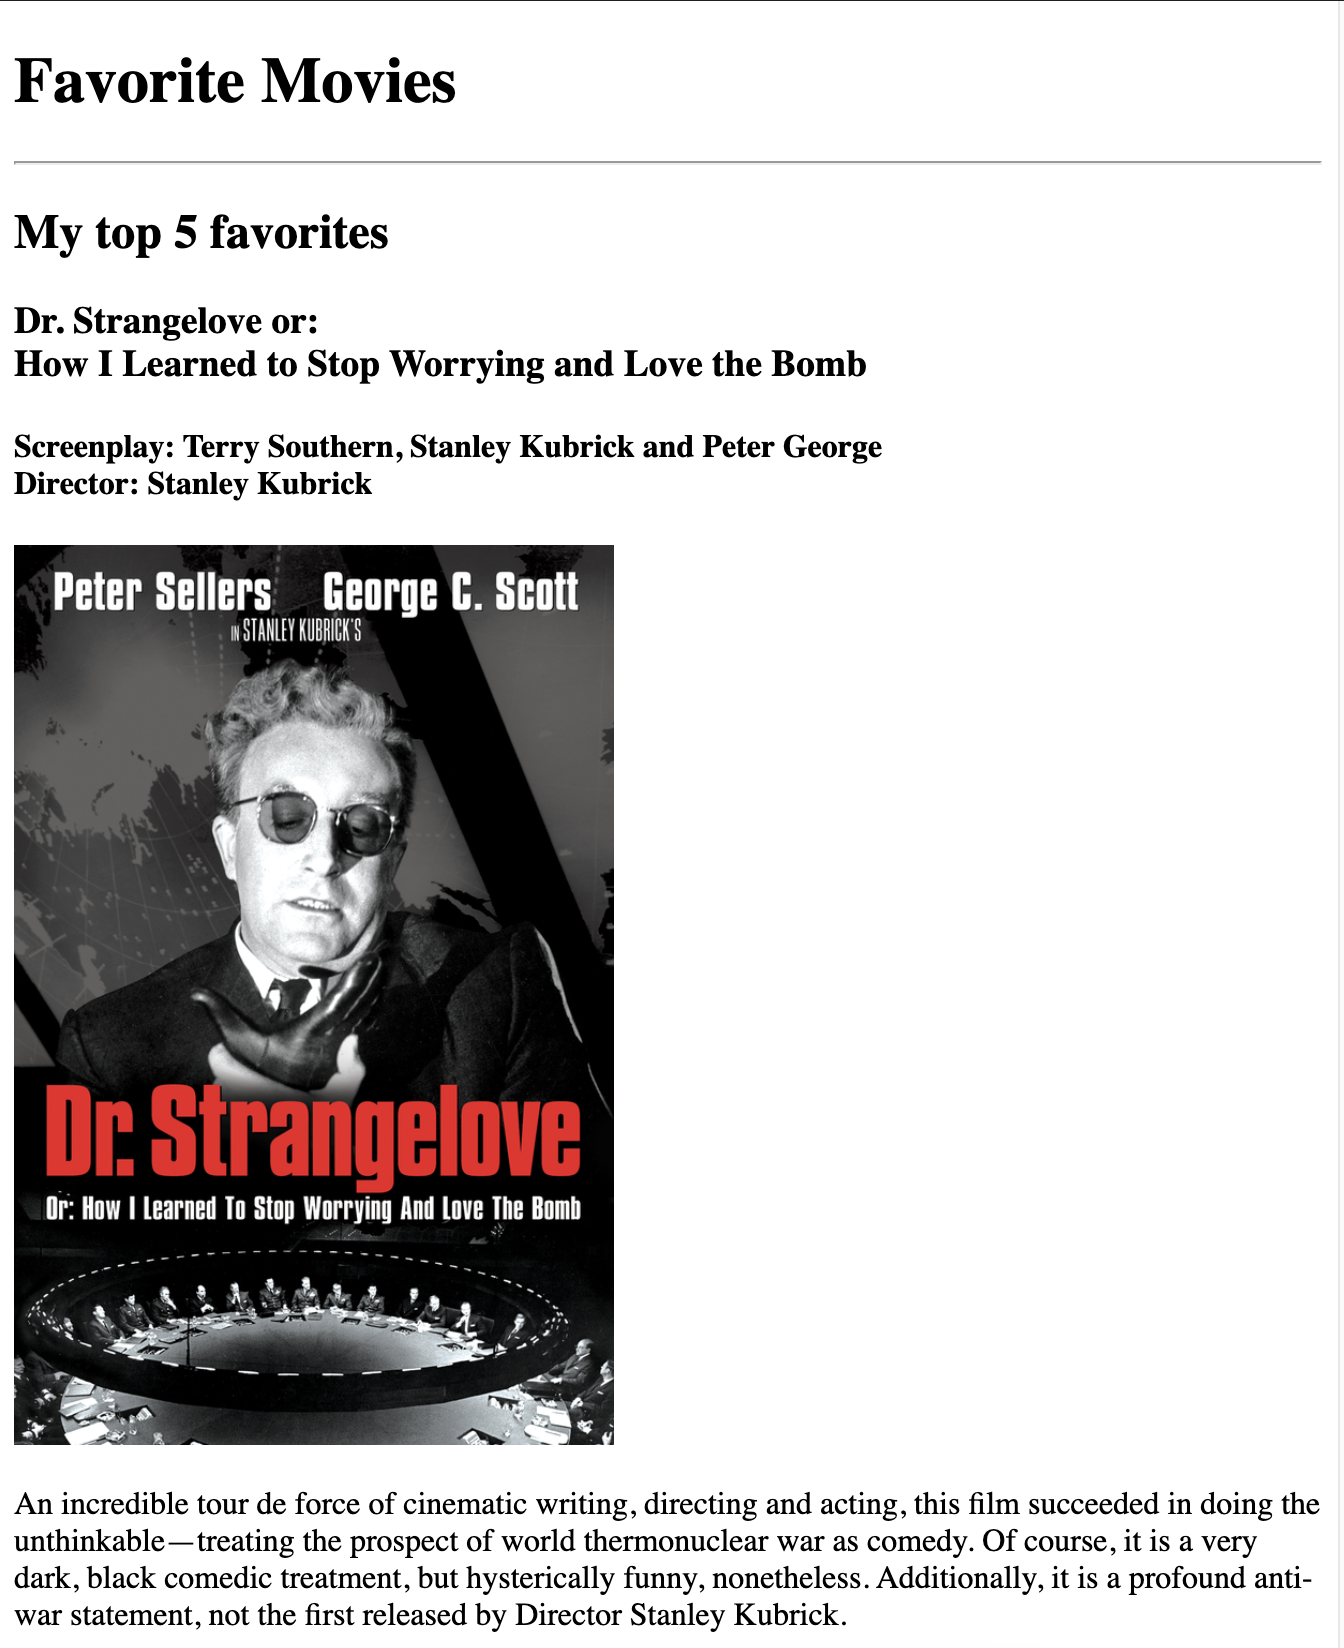 Favorite Movies
My top 5 favorites
Dr. Strangelove or:
How I Learned to Stop Worrying and Love the Bomb
Screenplay: Terry Southern, Stanley Kubrick and Peter George
Director: Stanley Kubrick
Peter Sellers George C. Scott
IN STANLEY KUBRICK'S
Dr. Strangelove
Or: How I Learned To Stop Worrying And Love The Bomb
An incredible tour de force of cinematic writing, directing and acting, this film succeeded in doing the
unthinkable—treating the prospect of world thermonuclear war as comedy. Of course, it is a very
dark, black comedic treatment, but hysterically funny, nonetheless. Additionally, it is a profound anti-
war statement, not the first released by Director Stanley Kubrick.